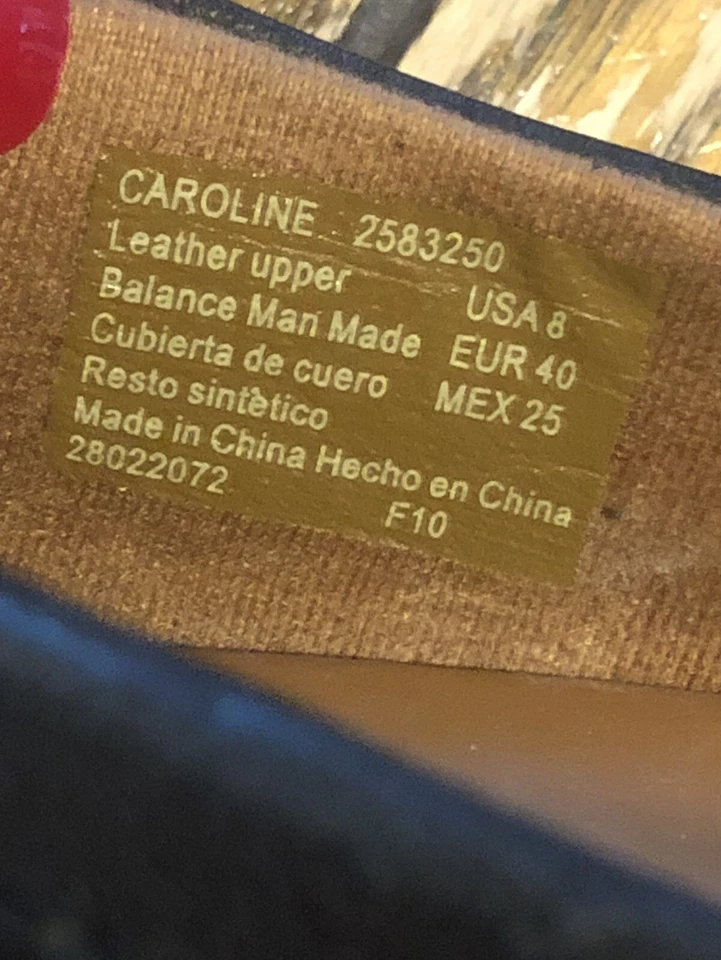 CAROLINE 2583250
Leather upper USA 8
Balance Man Made EUR 40
Cubierta de cuero MEX 25
Resto sintètico
Made in China Hecho en China
28022072 F10